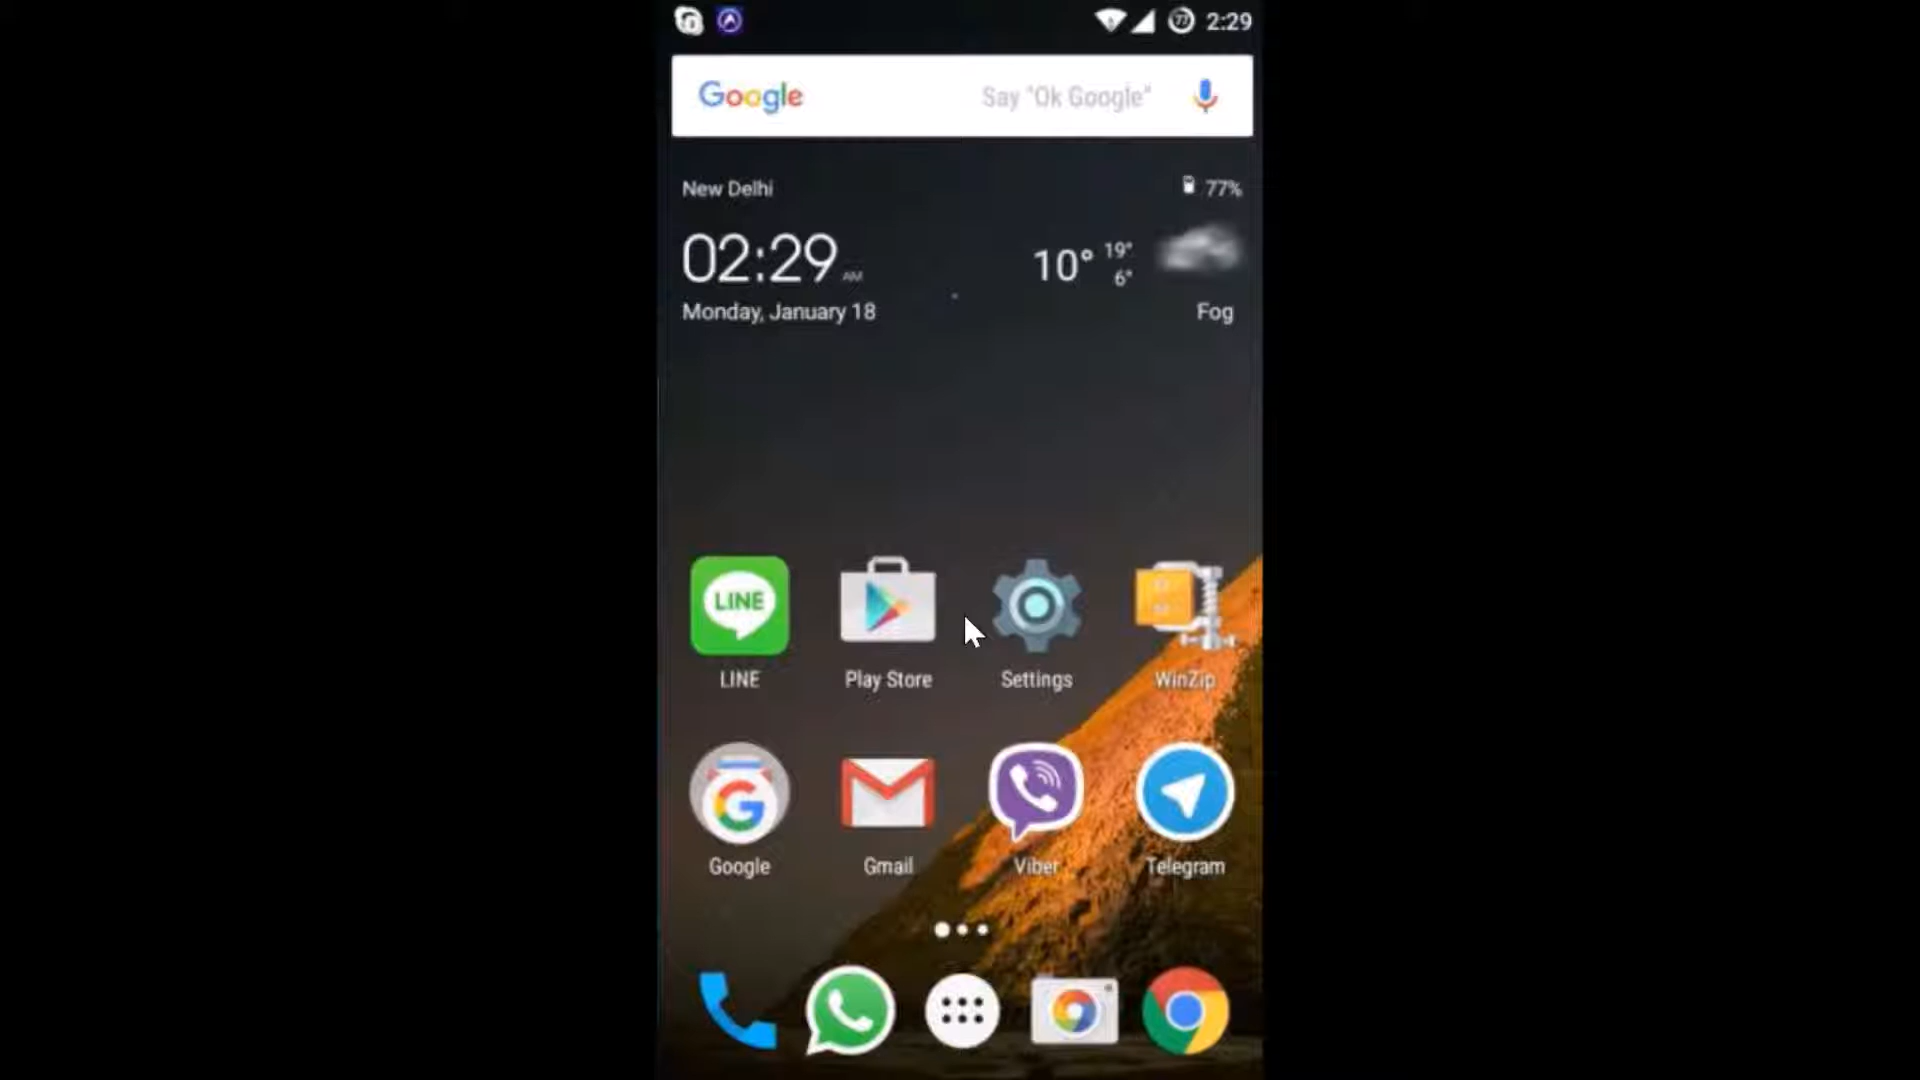 77 2:29
Google Say "Ok Google"
New Delhi 77%
02:29 AM 10° 19° 6°
Monday, January 18 Fog
LINE
LINE Play Store Settings WinZip
G
Google Gmail Viber Telegram